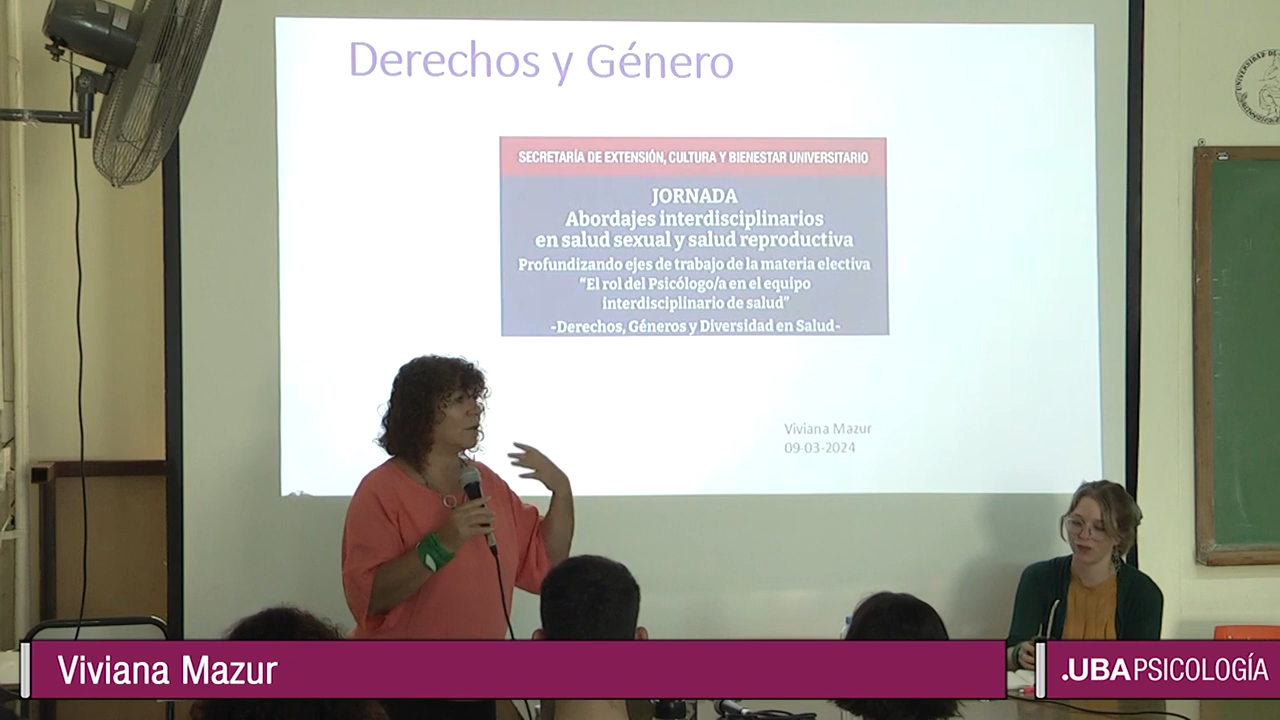 Derechos y Género
SECRETARÍA DE EXTENSIÓN, CULTURA Y BIENESTAR UNIVERSITARIO
JORNADA
Abordajes interdisciplinarios
en salud sexual y salud reproductiva
Profundizando ejes de trabajo de la materia electiva
"El rol del Psicólogo/a en el equipo
interdisciplinario de salud"
-Derechos, Géneros y Diversidad en Salud-
Viviana Mazur
09-03-2024
UNIVERSIDAD DE
Viviana Mazur
.UBAPSICOLOGÍA